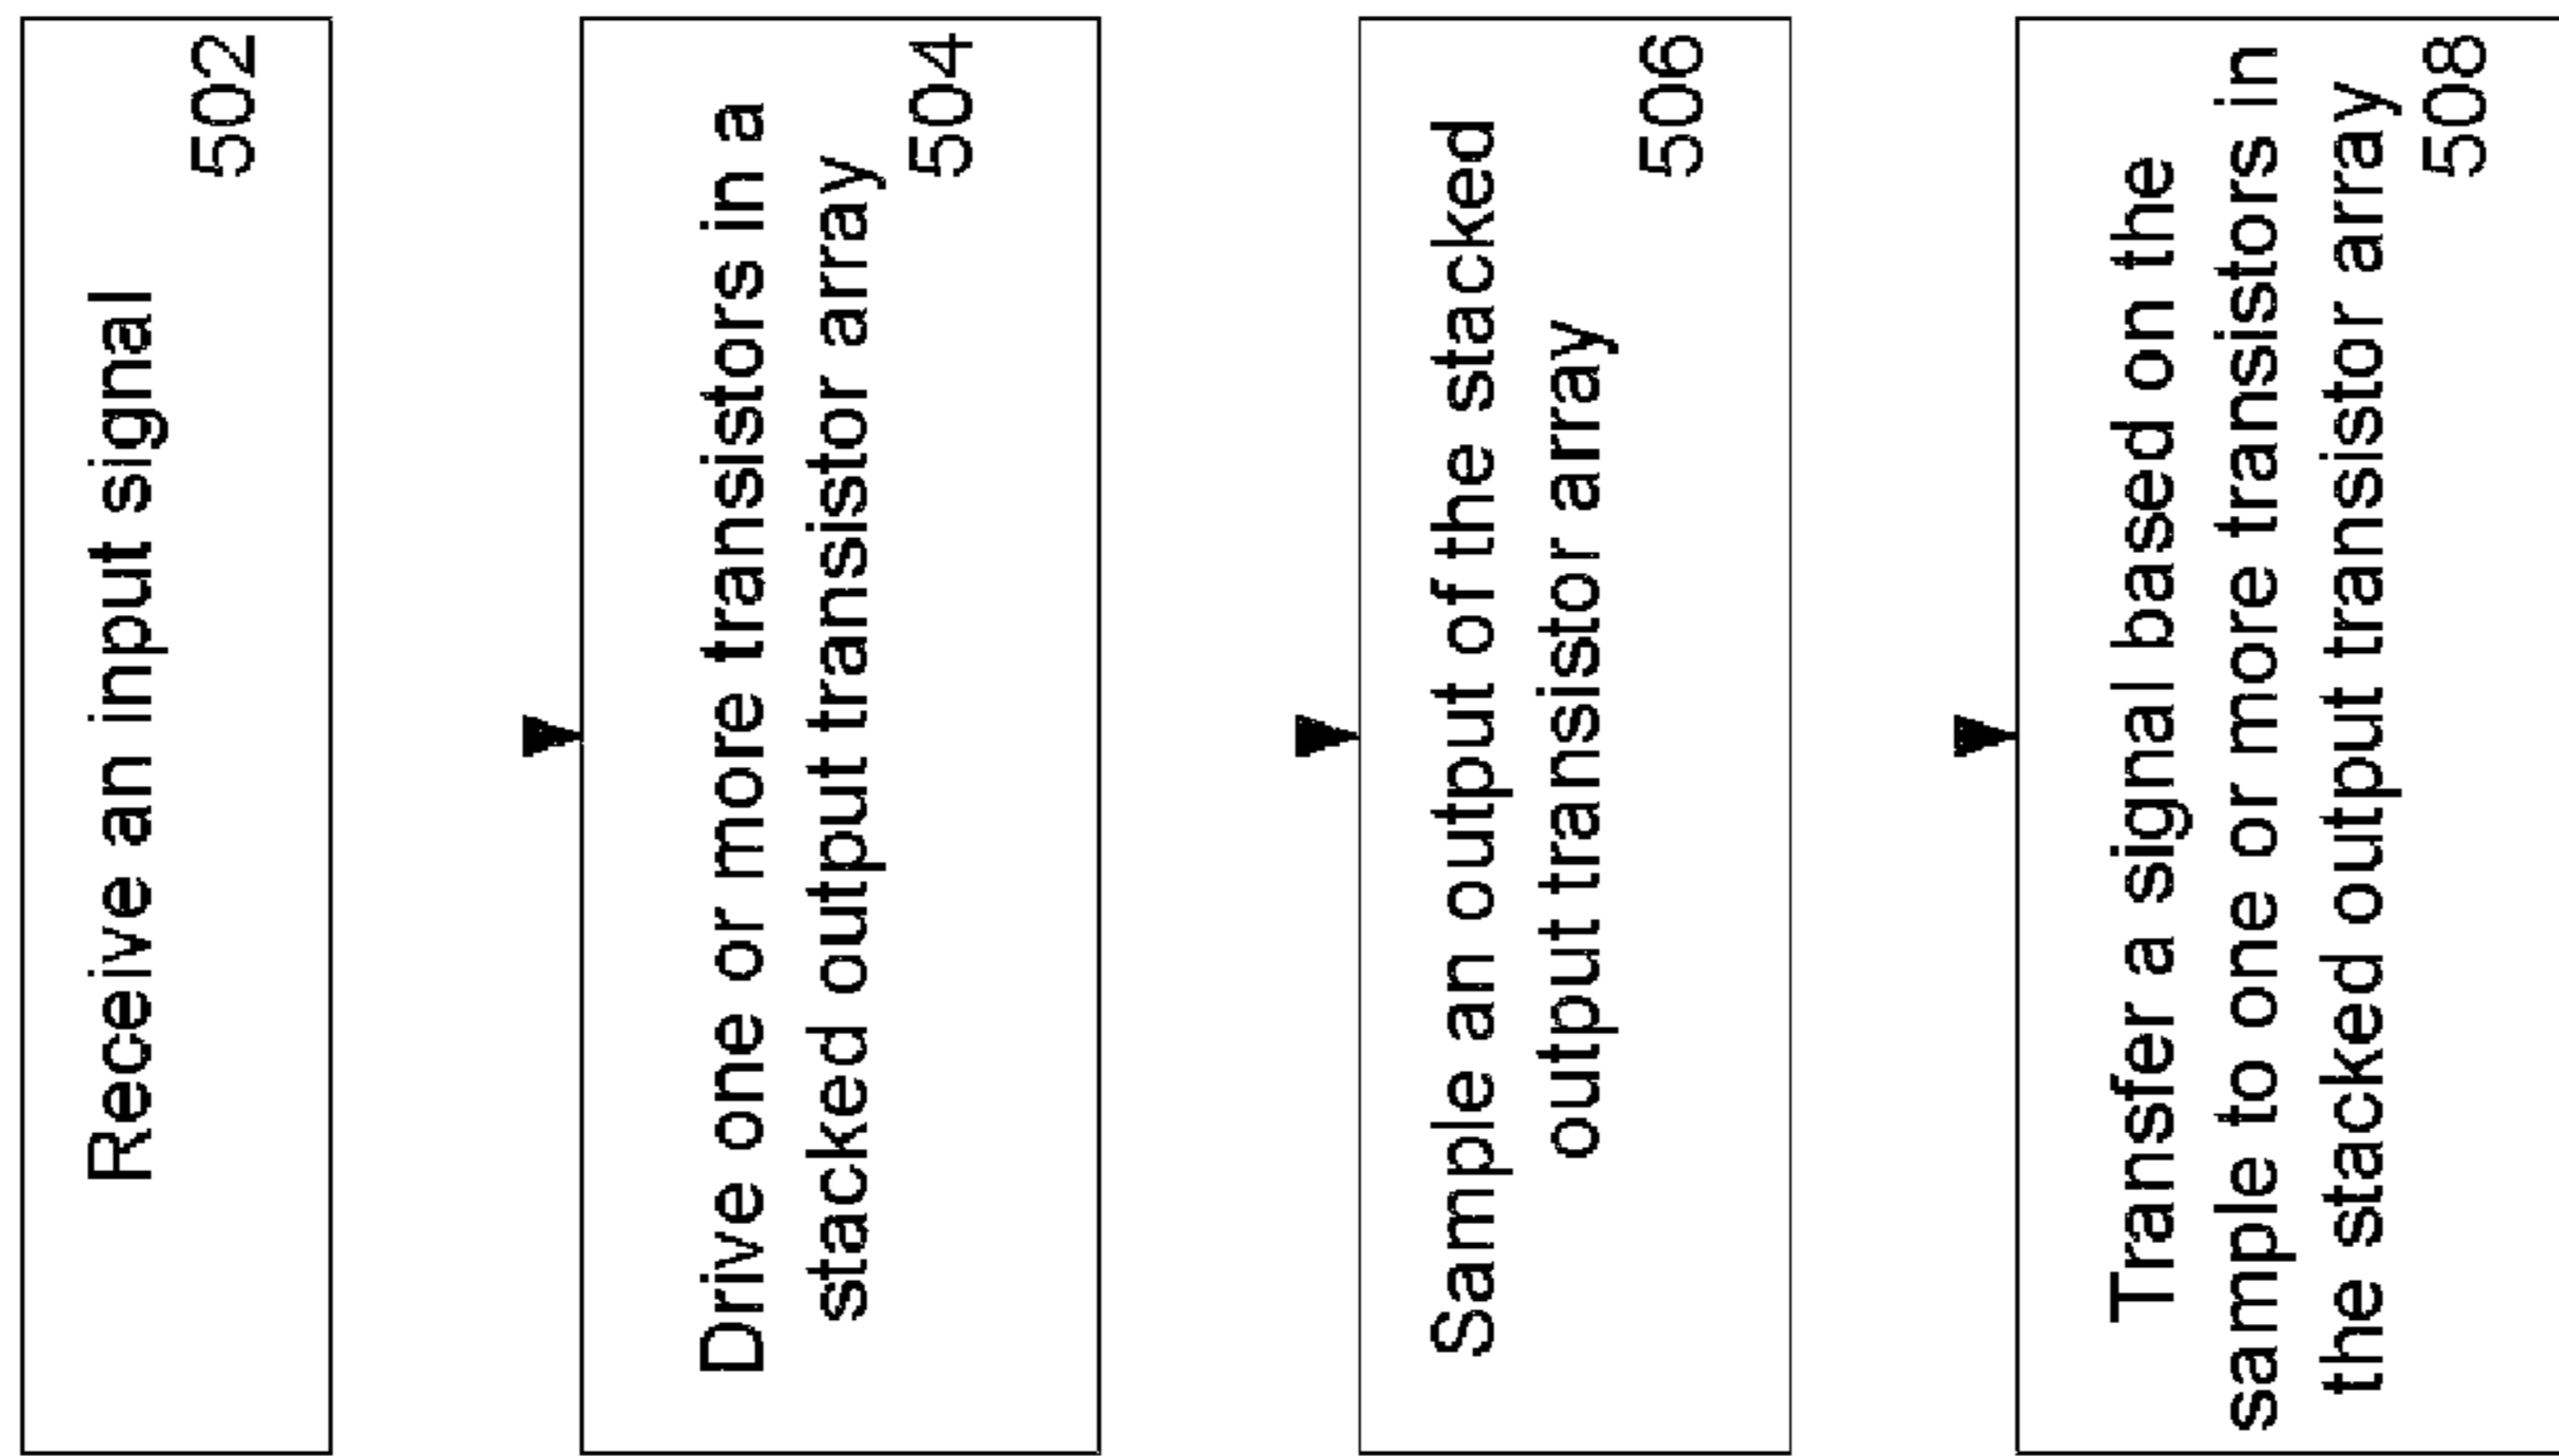 Receive an input signal
502
Drive one or more transistors in a
stacked output transistor array
504
Sample an output of the stacked
output transistor array
506
Transfer a signal based on the
sample to one or more transistors in
the stacked output transistor array
508